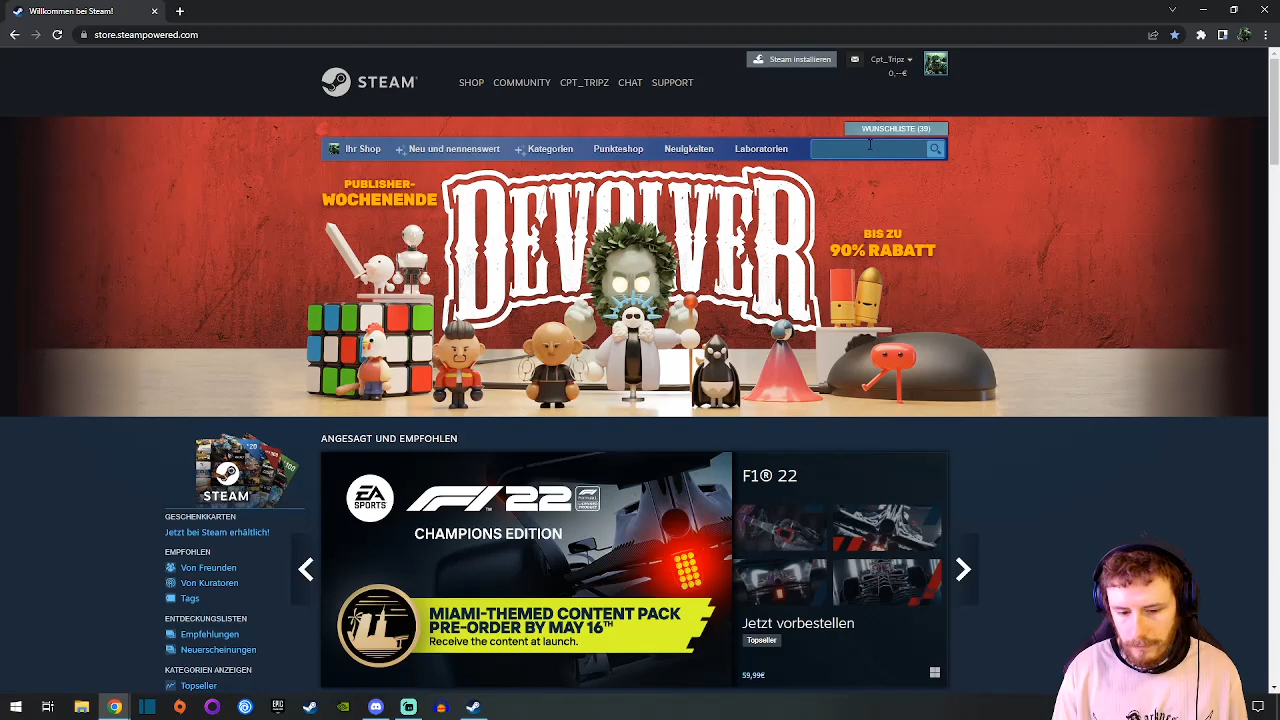 Willkommen bei Steam!
store.steampowered.com
Steam installieren
Cpt_Tripz
0,--€
STEAM
SHOP COMMUNITY CPT_TRIPZ CHAT SUPPORT
WUNSCHLISTE (39)
Ihr Shop Neu und nennenswert Kategorien Punkteshop Neuigkeiten Laboratorien
PUBLISHER-
WOCHENENDE
DEVOLVER
BIS ZU
90% RABATT
ANGESAGT UND EMPFOHLEN
STEAM
GESCHENKKARTEN
Jetzt bei Steam erhältlich!
EMPFOHLEN
Von Freunden
Von Kuratoren
Tags
ENTDECKUNGSLISTEN
Empfehlungen
Neuerscheinungen
KATEGORIEN ANZEIGEN
Topseller
EA
SPORTS
F1 22
CHAMPIONS EDITION
MIAMI-THEMED CONTENT PACK
PRE-ORDER BY MAY 16TH
Receive the content at launch.
F1® 22
Jetzt vorbestellen
Topseller
59,99€
EPIC